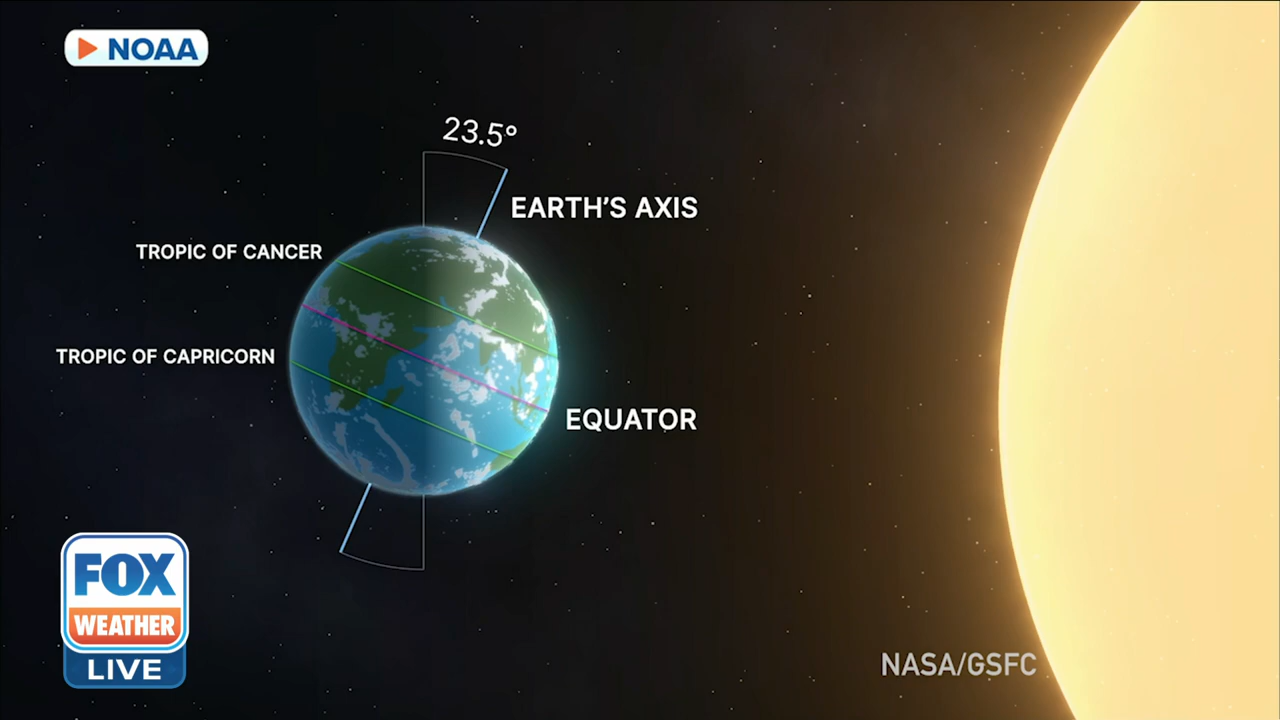 NOAA
23.5°
EARTH'S AXIS
TROPIC OF CANCER
TROPIC OF CAPRICORN
EQUATOR
FOX
WEATHER
LIVE
NASA/GSFC